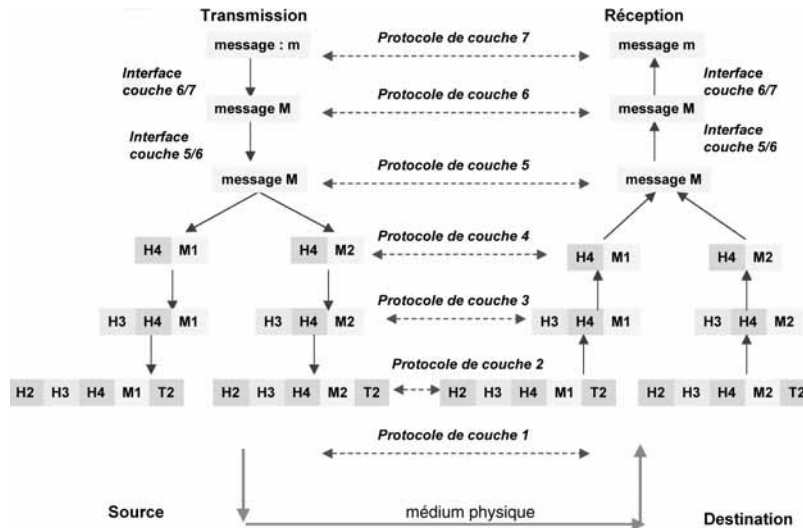 Transmission Réception
message : m Protocole de couche 7 message m
Interface couche 6/7 Interface couche 6/7
message M Protocole de couche 6 message M
Interface couche 5/6 Interface couche 5/6
message M Protocole de couche 5 message M
Protocole de couche 4
H4 M1 H4 M2 H4 M1 H4 M2
Protocole de couche 3
H3 H4 M1 H3 H4 M2 H3 H4 M1 H3 H4 M2
Protocole de couche 2
H2 H3 H4 M1 T2 H2 H3 H4 M2 T2 H2 H3 H4 M1 T2 H2 H3 H4 M2 T2
Protocole de couche 1
Source médium physique Destination